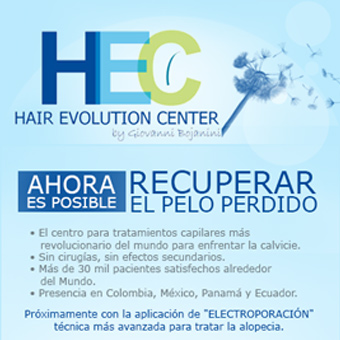 HEC
HAIR EVOLUTION CENTER
by Giovanni Bojanini
AHORA
ES POSIBLE
RECUPERAR
EL PELO PERDIDO
• El centro para tratamientos capilares más
revolucionario del mundo para enfrentar la calvicie.
• Sin cirugías, sin efectos secundarios.
• Más de 30 mil pacientes satisfechos alrededor
del Mundo.
• Presencia en Colombia, México, Panamá y Ecuador.
Próximamente con la aplicación de "ELECTROPORACIÓN"
técnica más avanzada para tratar la alopecia.